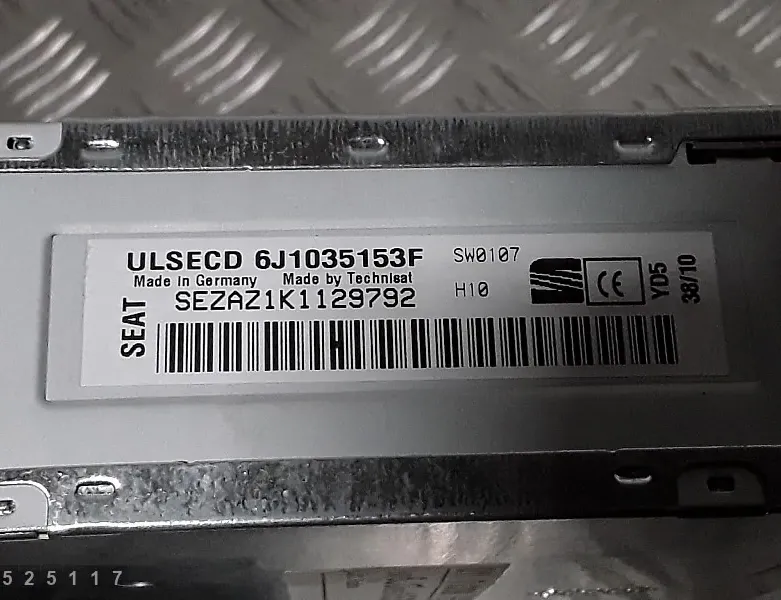 ULSECD 6J1035153F SW0107
Made in Germany Made by Technisat
SEAT SEZAZ1K1129792 H10 CE YD5 38/10
525117